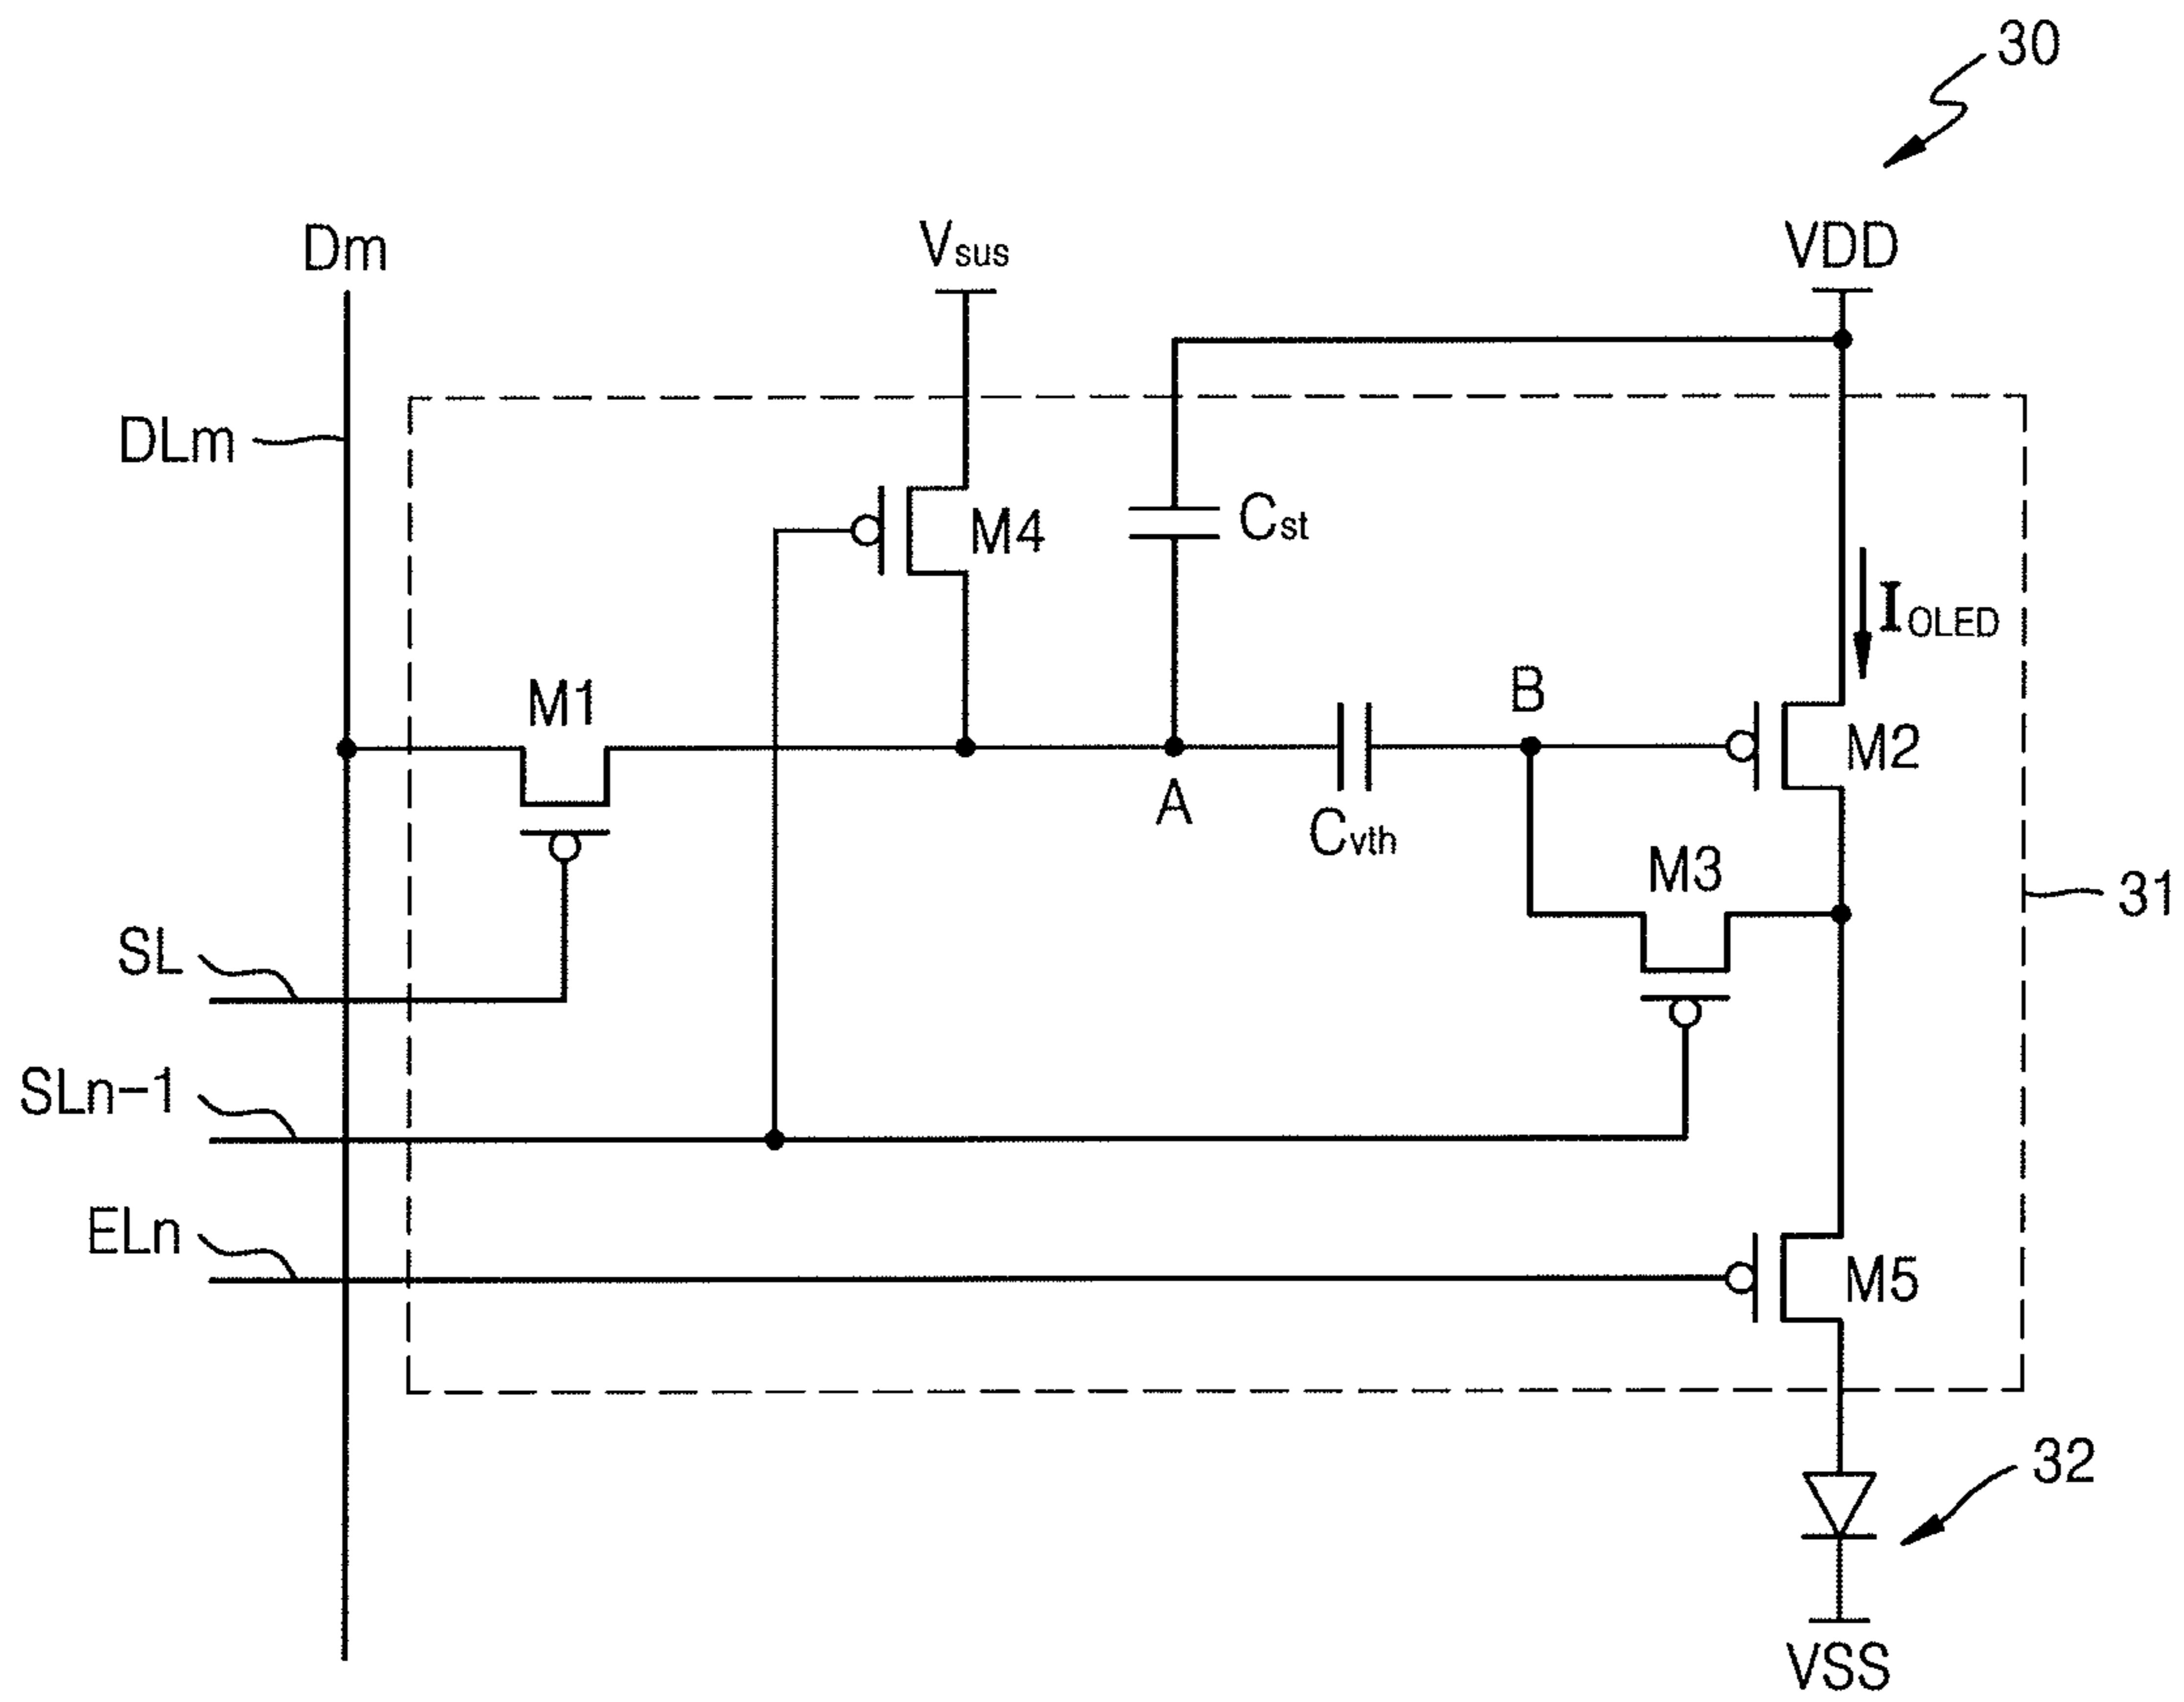 30
Dm
Vsus
VDD
DLm
M4
Cst
IOLED
M1
B
M2
A
Cvth
M3
31
SL
SLn-1
ELn
M5
32
VSS